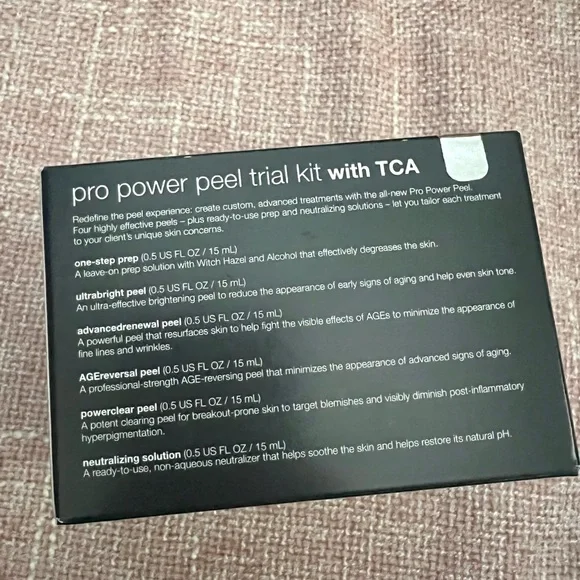 pro power peel trial kit with TCA
Redefine the peel experience: create custom, advanced treatments with the all-new Pro Power Peel.
Four highly effective peels – plus ready-to-use prep and neutralizing solutions – let you tailor each treatment
to your client's unique skin concerns.
one-step prep (0.5 US FL OZ / 15 mL)
A leave-on prep solution with Witch Hazel and Alcohol that effectively degreases the skin.
ultrabright peel (0.5 US FL OZ / 15 mL)
An ultra-effective brightening peel to reduce the appearance of early signs of aging and help even skin tone.
advancedrenewal peel (0.5 US FL OZ / 15 mL)
A powerful peel that resurfaces skin to help fight the visible effects of AGEs to minimize the appearance of
fine lines and wrinkles.
AGEreversal peel (0.5 US FL OZ / 15 mL)
A professional-strength AGE-reversing peel that minimizes the appearance of advanced signs of aging.
powerclear peel (0.5 US FL OZ / 15 mL)
A potent clearing peel for breakout-prone skin to target blemishes and visibly diminish post-inflammatory
hyperpigmentation.
neutralizing solution (0.5 US FL OZ / 15 mL)
A ready-to-use, non-aqueous neutralizer that helps soothe the skin and helps restore its natural pH.